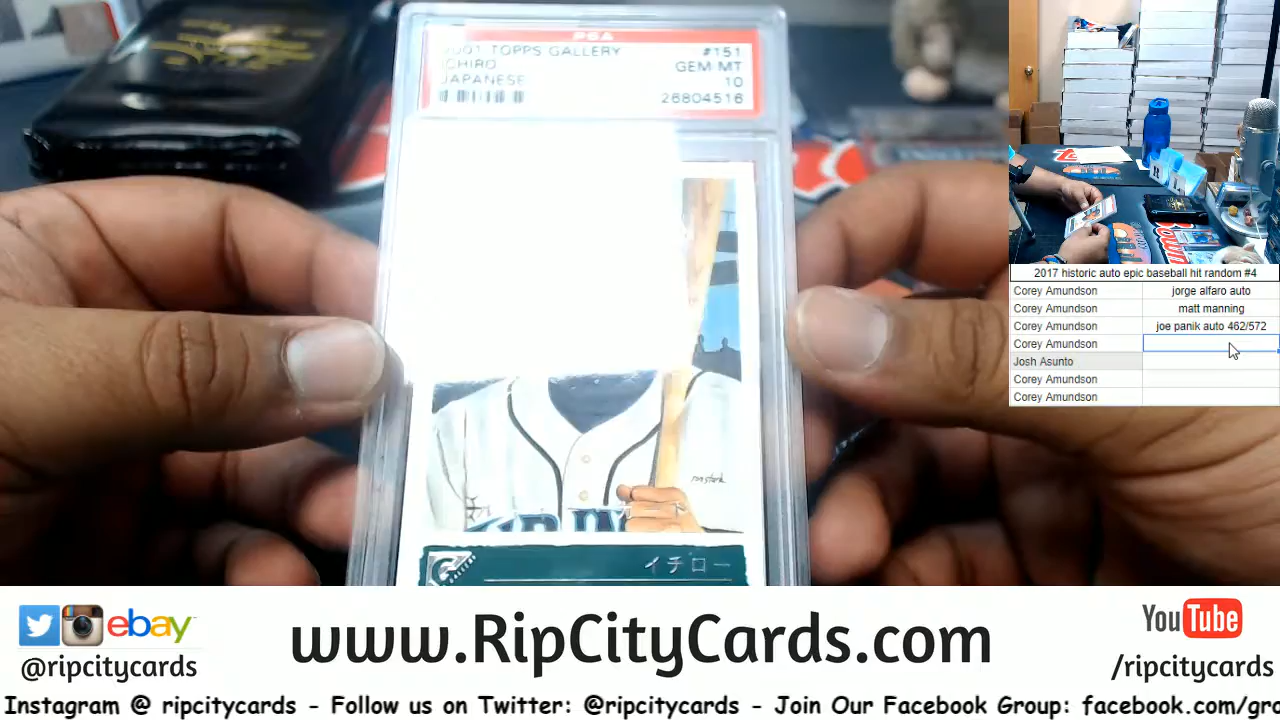 PSA
2001 TOPPS GALLERY #151
ICHIRO GEM MT
JAPANESE 10
26804516
イチロー
2017 historic auto epic baseball hit random #4
Corey Amundson jorge alfaro auto
Corey Amundson matt manning
Corey Amundson joe panik auto 462/572
Corey Amundson
Josh Asunto
Corey Amundson
Corey Amundson
ebay
@ripcitycards
www.RipCityCards.com
YouTube
/ripcitycards
Instagram @ ripcitycards - Follow us on Twitter: @ripcitycards - Join Our Facebook Group: facebook.com/gro